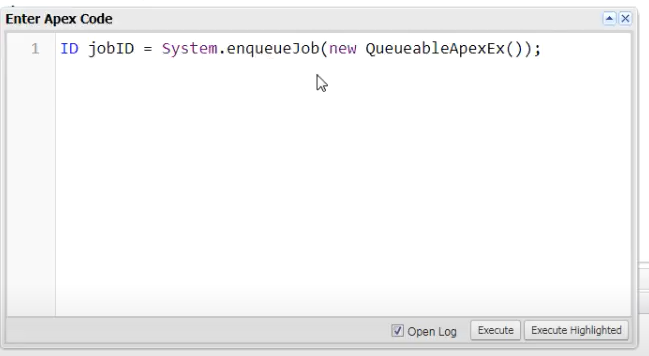 Enter Apex Code
1 ID jobID = System.enqueueJob(new QueueableApexEx());
Open Log Execute Execute Highlighted